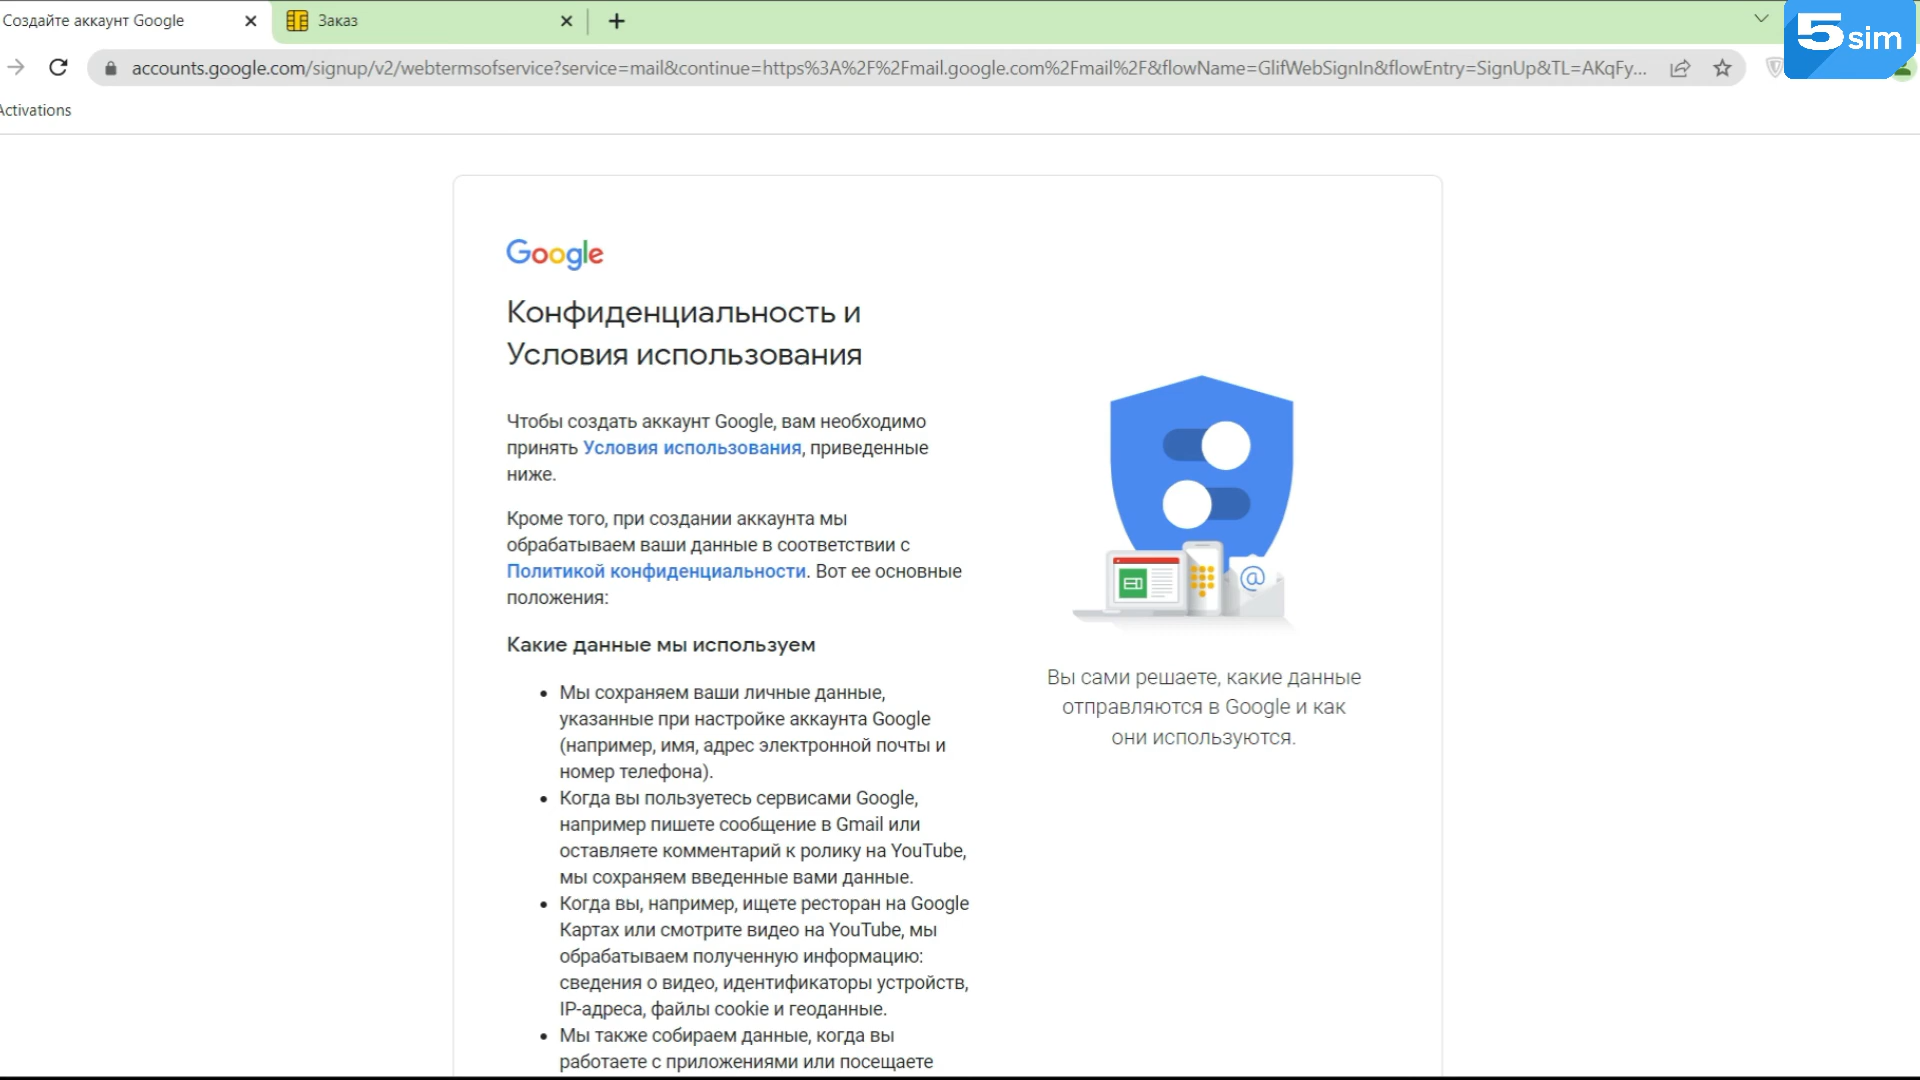 Создайте аккаунт Google
Заказ
5sim
accounts.google.com/signup/v2/webtermsofservice?service=mail&continue=https%3A%2F%2Fmail.google.com%2Fmail%2F&flowName=GlifWebSignIn&flowEntry=SignUp&TL=AKqFy...
Activations
Google
Конфиденциальность и
Условия использования
Чтобы создать аккаунт Google, вам необходимо
принять Условия использования, приведенные
ниже.
Кроме того, при создании аккаунта мы
обрабатываем ваши данные в соответствии с
Политикой конфиденциальности. Вот ее основные
положения:
Какие данные мы используем
• Мы сохраняем ваши личные данные,
указанные при настройке аккаунта Google
(например, имя, адрес электронной почты и
номер телефона).
• Когда вы пользуетесь сервисами Google,
например пишете сообщение в Gmail или
оставляете комментарий к ролику на YouTube,
мы сохраняем введенные вами данные.
• Когда вы, например, ищете ресторан на Google
Картах или смотрите видео на YouTube, мы
обрабатываем полученную информацию:
сведения о видео, идентификаторы устройств,
IP-адреса, файлы cookie и геоданные.
• Мы также собираем данные, когда вы
работаете с приложениями или посещаете
@
Вы сами решаете, какие данные
отправляются в Google и как
они используются.